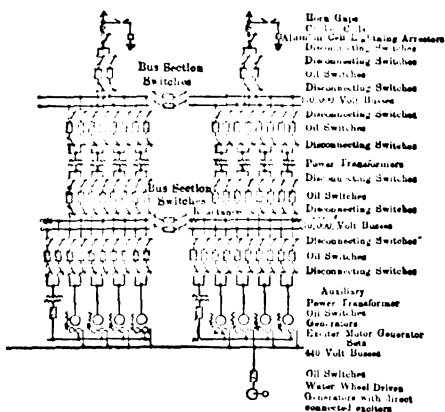 Horn Gaps
Aluminum Cell Lightning Arrestors
Disconnecting Switches
Disconnecting Switches
Oil Switches
Disconnecting Switches
Volt Busses
Disconnecting Switches
Oil Switches
Disconnecting Switches
Power Transformers
Disconnecting Switches
Oil Switches
Disconnecting Switches
Volt Busses
Disconnecting Switches
Oil Switches
Disconnecting Switches
Auxiliary
Power Transformer
Oil Switches
Generators
Exciter Motor Generator
Sets
440 Volt Busses
Oil Switches
Water Wheel Driven
Generators with direct
connected exciters
Bus Section
Switches
Bus Section
Switches